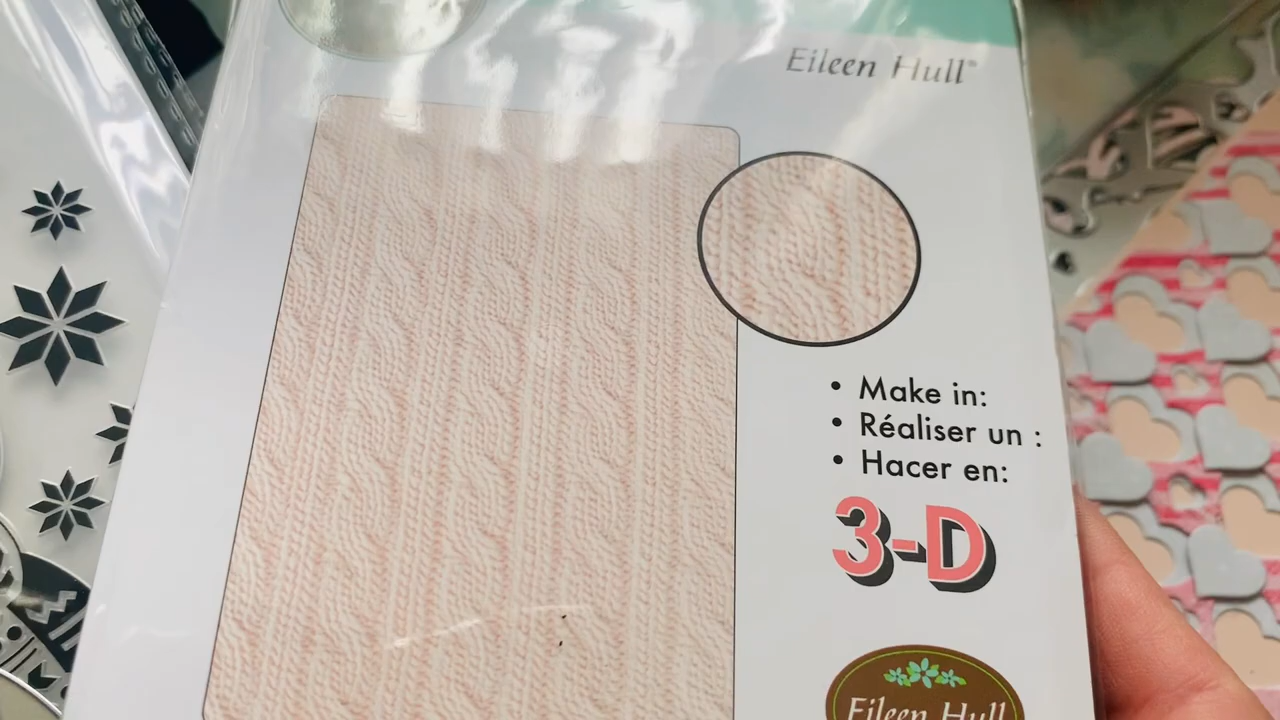 Eileen Hull®
• Make in:
• Réaliser un :
• Hacer en:
3-D
Eileen Hull